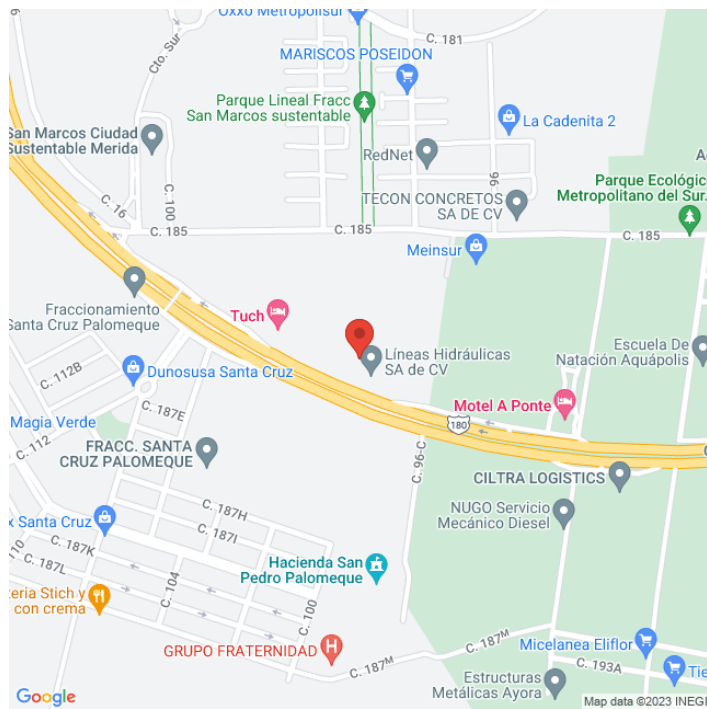 Oxxo Metropolisur
C. 181
MARISCOS POSEIDON
Cto. Sur
Parque Lineal Fracc
San Marcos sustentable
La Cadenita 2
San Marcos Ciudad
Sustentable Merida
RedNet
96
C. 100
TECON CONCRETOS
SA DE CV
Parque Ecológico
Metropolitano del Sur.
C. 16
C. 185
C. 185
C. 185
Meinsur
Fraccionamiento
Santa Cruz Palomeque
Tuch
Líneas Hidráulicas
SA de CV
Escuela De
Natación Aquápolis
C. 112B
Dunosusa Santa Cruz
Motel A Ponte
Magia Verde
C. 187E
C. 112
180
FRACC. SANTA
CRUZ PALOMEQUE
C. 96-C
CILTRA LOGISTICS
C. 187H
NUGO Servicio
Mecánico Diesel
x Santa Cruz
C. 187I
C. 187K
110
C. 187L
Hacienda San
Pedro Palomeque
teria Stich y
con crema
C. 104
C. 100
GRUPO FRATERNIDAD
C. 187M
C. 187M
Micelanea Eliflor
C. 193A
Tie
Estructuras
Metálicas Ayora
Google
Map data ©2023 INEGI